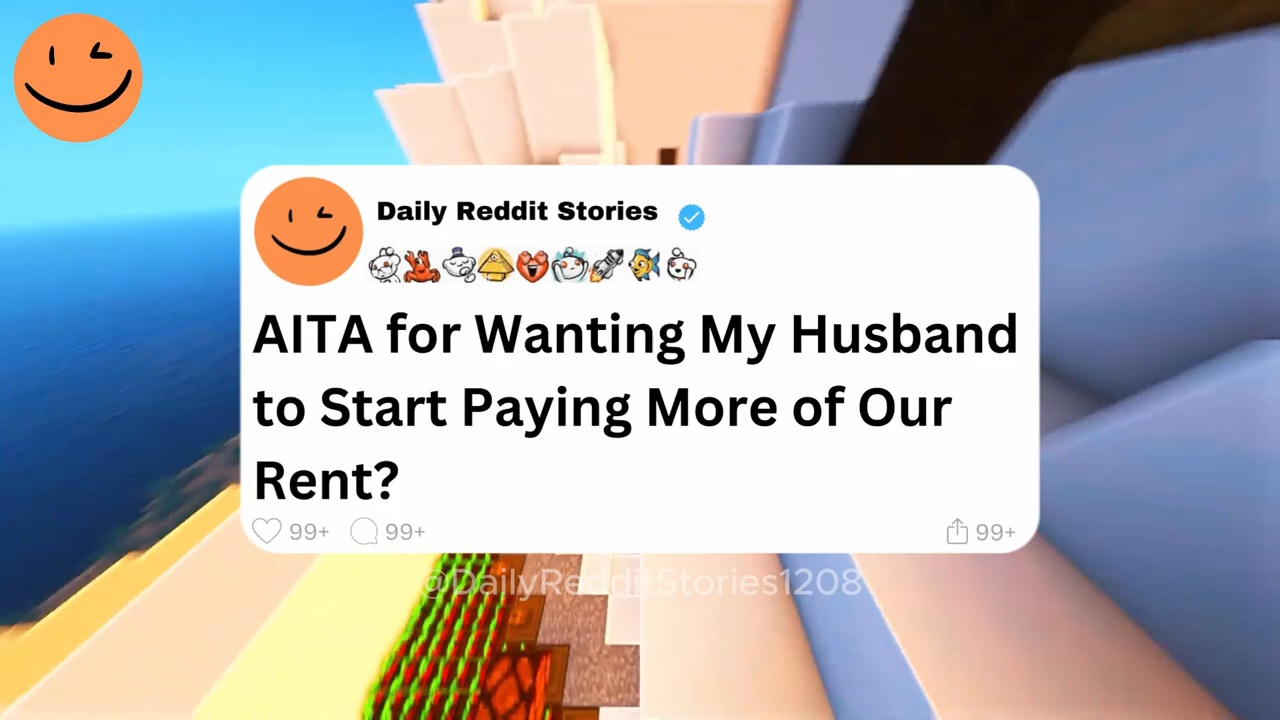 Daily Reddit Stories
AITA for Wanting My Husband
to Start Paying More of Our
Rent?
99+ 99+ 99+
@DailyRedditStories1208